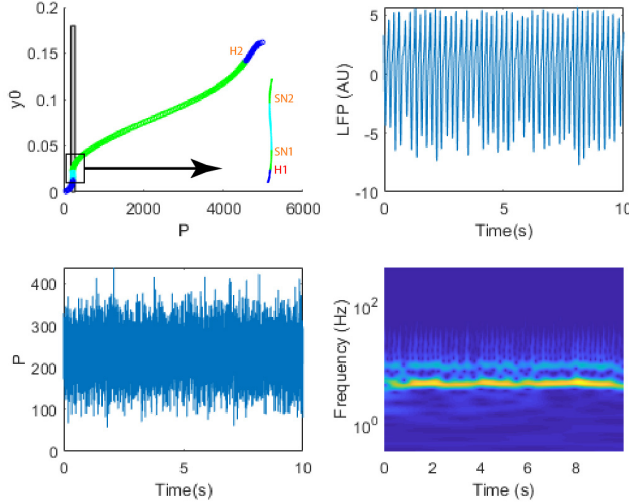 0.2
0.15
0.1
0.05
0
y0
H2
SN2
SN1
H1
0
2000
4000
6000
P
5
0
-5
-10
LFP (AU)
0
5
10
Time(s)
400
300
200
100
0
P
0
5
10
Time(s)
10²
10⁰
Frequency (Hz)
0
2
4
6
8
Time (s)